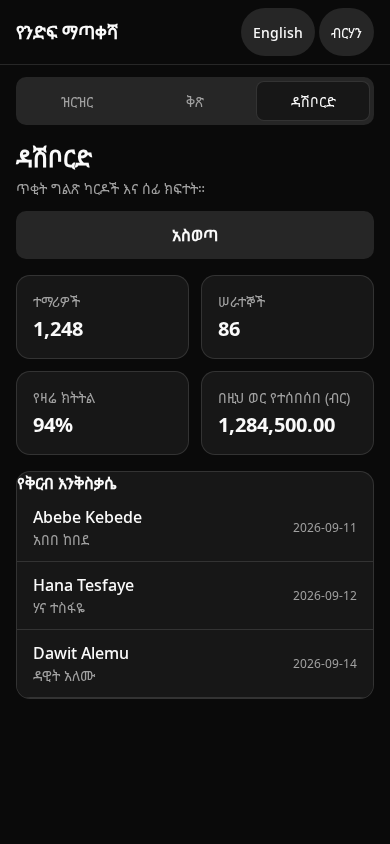 የንድፍ ማጣቀሻ
English
ብርሃን
ዝርዝር
ቅጽ
ዳሽቦርድ
ዳሽቦርድ
ጥቂት ግልጽ ካርዶች እና ሰፊ ክፍተት።
አስወጣ
ተማሪዎች
1,248
ሠራተኞች
86
የዛሬ ክትትል
94%
በዚህ ወር የተሰበሰበ (ብር)
1,284,500.00
የቅርብ እንቅስቃሴ
Abebe Kebede
አበበ ከበደ
2026-09-11
Hana Tesfaye
ሃና ተስፋዬ
2026-09-12
Dawit Alemu
ዳዊት አለሙ
2026-09-14